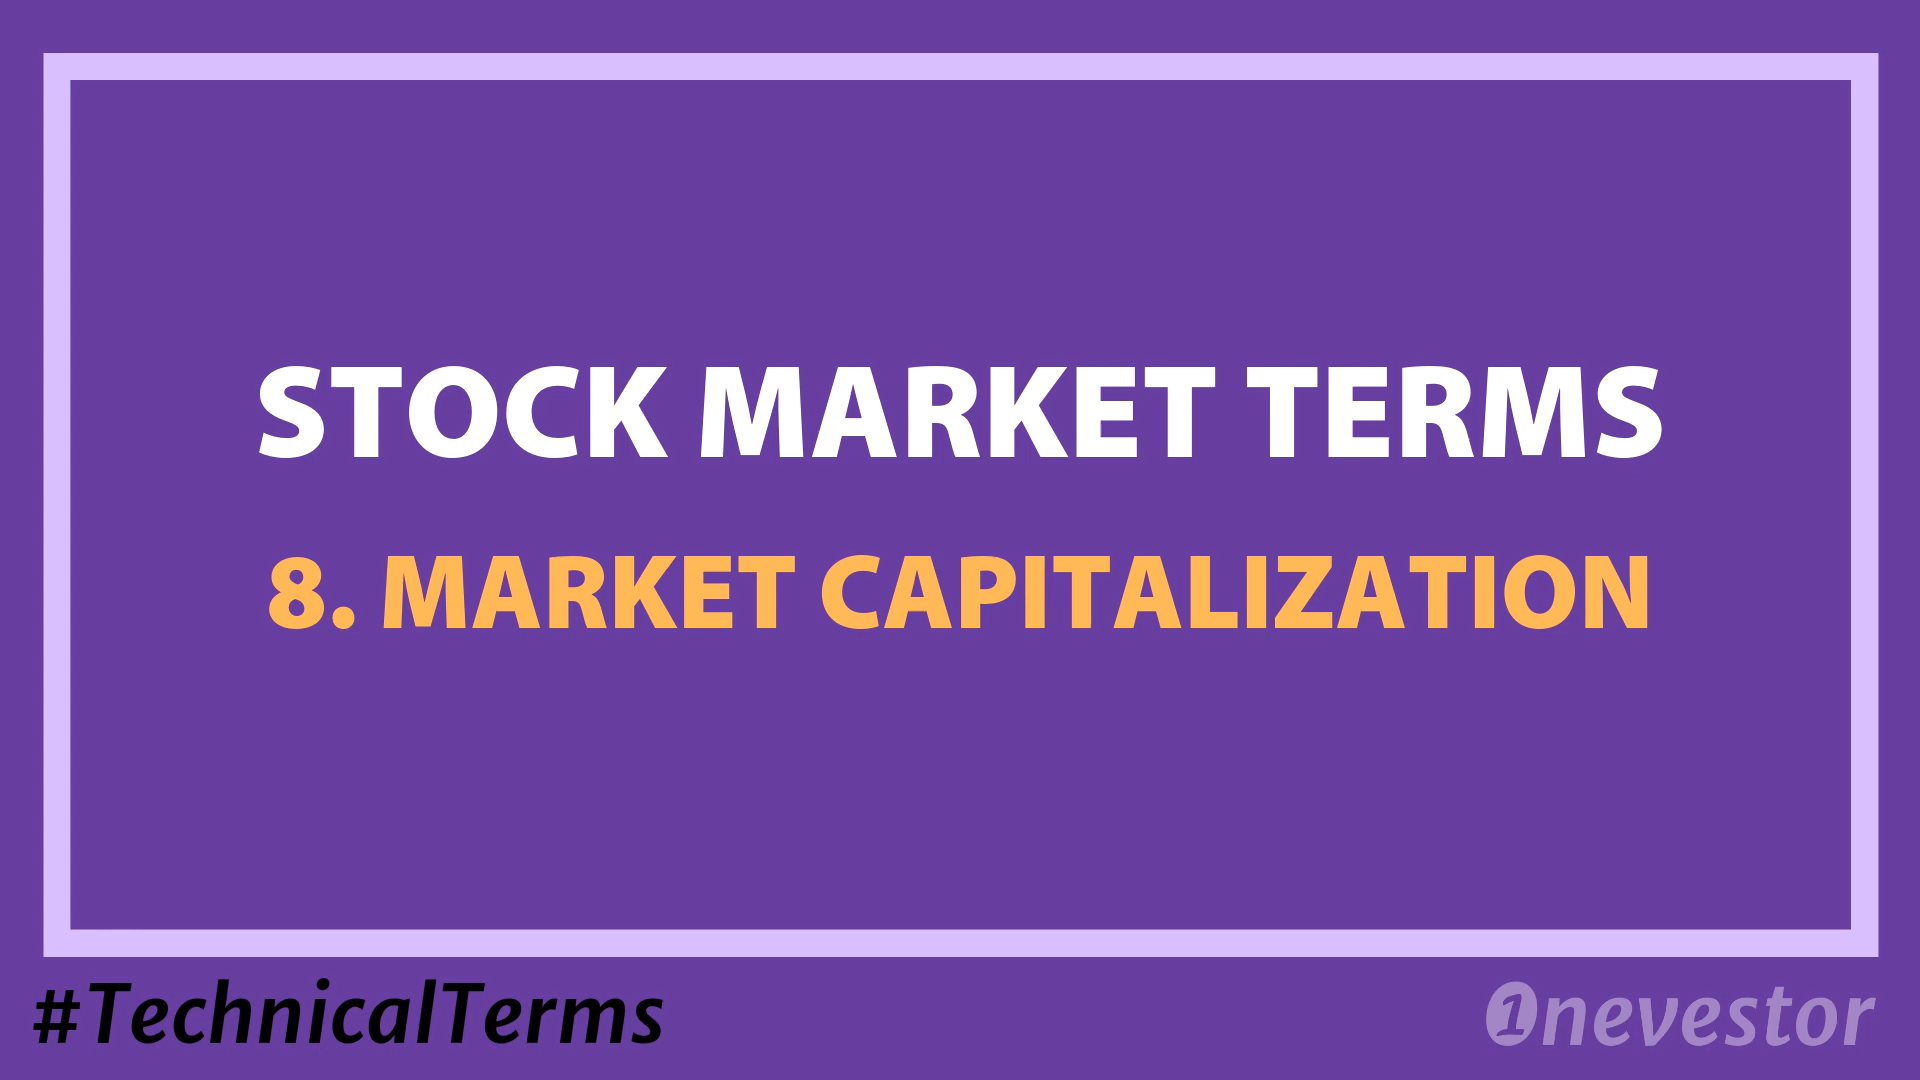 STOCK MARKET TERMS
8. MARKET CAPITALIZATION
#TechnicalTerms
1nevestor